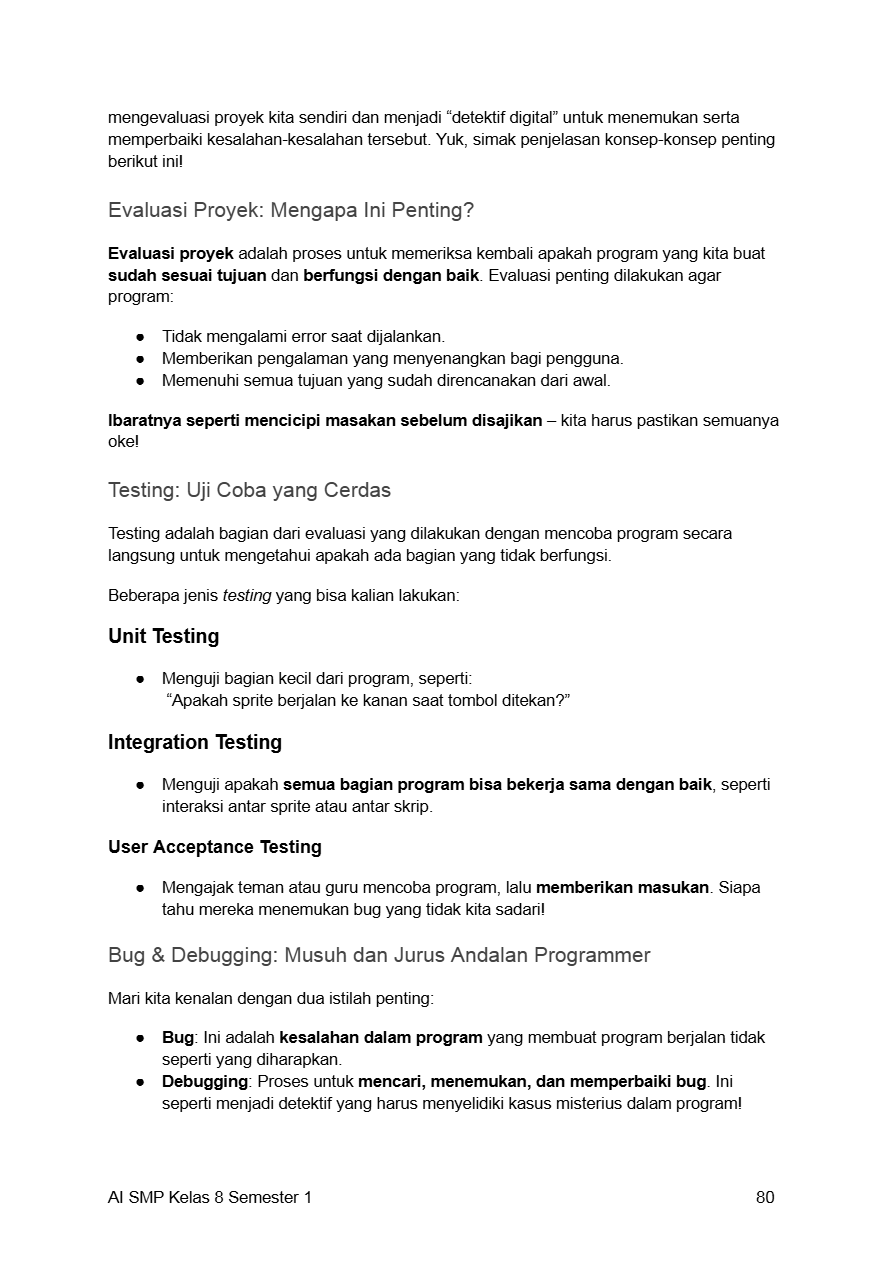 mengevaluasi proyek kita sendiri dan menjadi “detektif digital” untuk menemukan serta
memperbaiki kesalahan-kesalahan tersebut. Yuk, simak penjelasan konsep-konsep penting
berikut ini!
Evaluasi Proyek: Mengapa Ini Penting?
Evaluasi proyek adalah proses untuk memeriksa kembali apakah program yang kita buat
sudah sesuai tujuan dan berfungsi dengan baik. Evaluasi penting dilakukan agar
program:
● Tidak mengalami error saat dijalankan.
● Memberikan pengalaman yang menyenangkan bagi pengguna.
● Memenuhi semua tujuan yang sudah direncanakan dari awal.
Ibaratnya seperti mencicipi masakan sebelum disajikan – kita harus pastikan semuanya
oke!
Testing: Uji Coba yang Cerdas
Testing adalah bagian dari evaluasi yang dilakukan dengan mencoba program secara
langsung untuk mengetahui apakah ada bagian yang tidak berfungsi.
Beberapa jenis testing yang bisa kalian lakukan:
Unit Testing
● Menguji bagian kecil dari program, seperti:
“Apakah sprite berjalan ke kanan saat tombol ditekan?”
Integration Testing
● Menguji apakah semua bagian program bisa bekerja sama dengan baik, seperti
interaksi antar sprite atau antar skrip.
User Acceptance Testing
● Mengajak teman atau guru mencoba program, lalu memberikan masukan. Siapa
tahu mereka menemukan bug yang tidak kita sadari!
Bug & Debugging: Musuh dan Jurus Andalan Programmer
Mari kita kenalan dengan dua istilah penting:
● Bug: Ini adalah kesalahan dalam program yang membuat program berjalan tidak
seperti yang diharapkan.
● Debugging: Proses untuk mencari, menemukan, dan memperbaiki bug. Ini
seperti menjadi detektif yang harus menyelidiki kasus misterius dalam program!
AI SMP Kelas 8 Semester 1 80